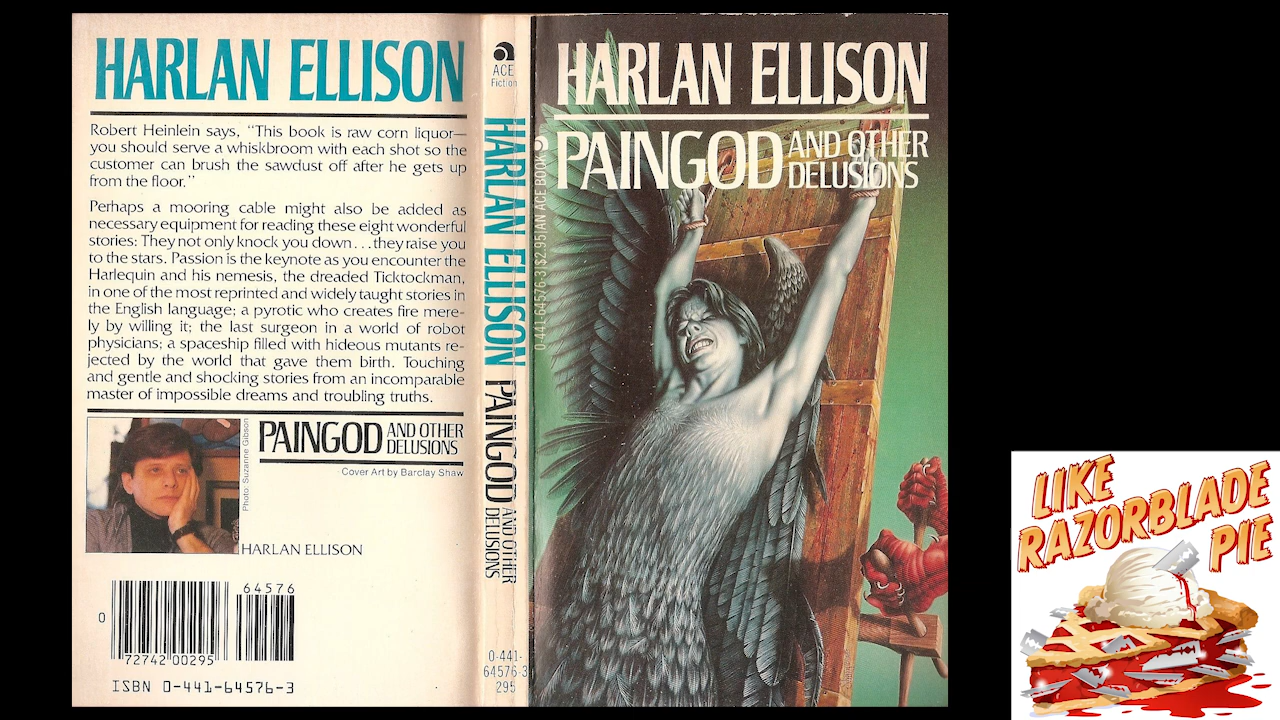 HARLAN ELLISON
Robert Heinlein says, "This book is raw corn liquor—
you should serve a whiskbroom with each shot so the
customer can brush the sawdust off after he gets up
from the floor."
Perhaps a mooring cable might also be added as
necessary equipment for reading these eight wonderful
stories: They not only knock you down . . . they raise you
to the stars. Passion is the keynote as you encounter the
Harlequin and his nemesis, the dreaded Ticktockman,
in one of the most reprinted and widely taught stories in
the English language; a pyrotic who creates fire mere-
ly by willing it; the last surgeon in a world of robot
physicians; a spaceship filled with hideous mutants re-
jected by the world that gave them birth. Touching
and gentle and shocking stories from an incomparable
master of impossible dreams and troubling truths.
Photo: Suzanne Gibson
PAINGOD AND OTHER
DELUSIONS
Cover Art by Barclay Shaw
HARLAN ELLISON
0
72742 00295
64576
ISBN 0-441-64576-3
ACE
Fiction
HARLAN ELLISON PAINGOD AND OTHER
DELUSIONS
0-441-
64576-3
295
0-441-64576-3|$2.95|AN ACE BOOK
HARLAN ELLISON
PAINGOD AND OTHER
DELUSIONS
LIKE
RAZORBLADE
PIE